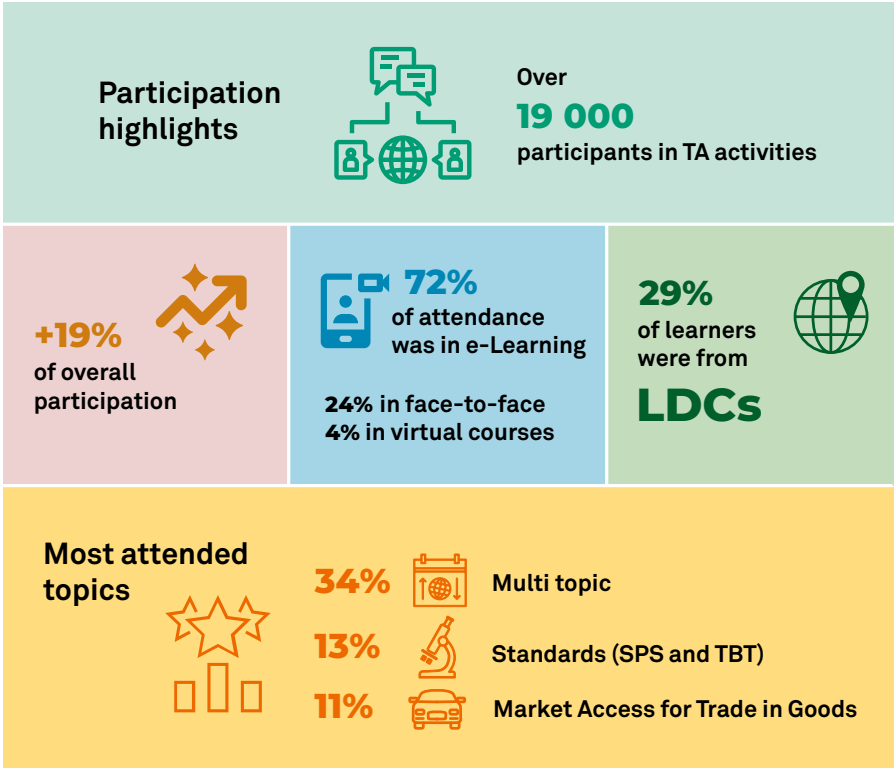 Participation
highlights
Over
19 000
participants in TA activities
+19%
of overall
participation
72%
of attendance
was in e-Learning
24% in face-to-face
4% in virtual courses
29%
of learners
were from
LDCs
Most attended
topics
34% Multi topic
13% Standards (SPS and TBT)
11% Market Access for Trade in Goods